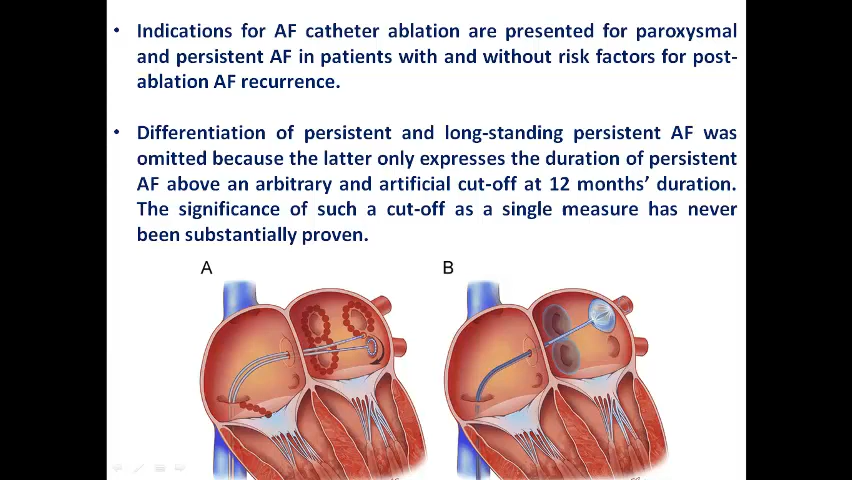 • Indications for AF catheter ablation are presented for paroxysmal
and persistent AF in patients with and without risk factors for post-
ablation AF recurrence.
• Differentiation of persistent and long-standing persistent AF was
omitted because the latter only expresses the duration of persistent
AF above an arbitrary and artificial cut-off at 12 months’ duration.
The significance of such a cut-off as a single measure has never
been substantially proven.
A
B